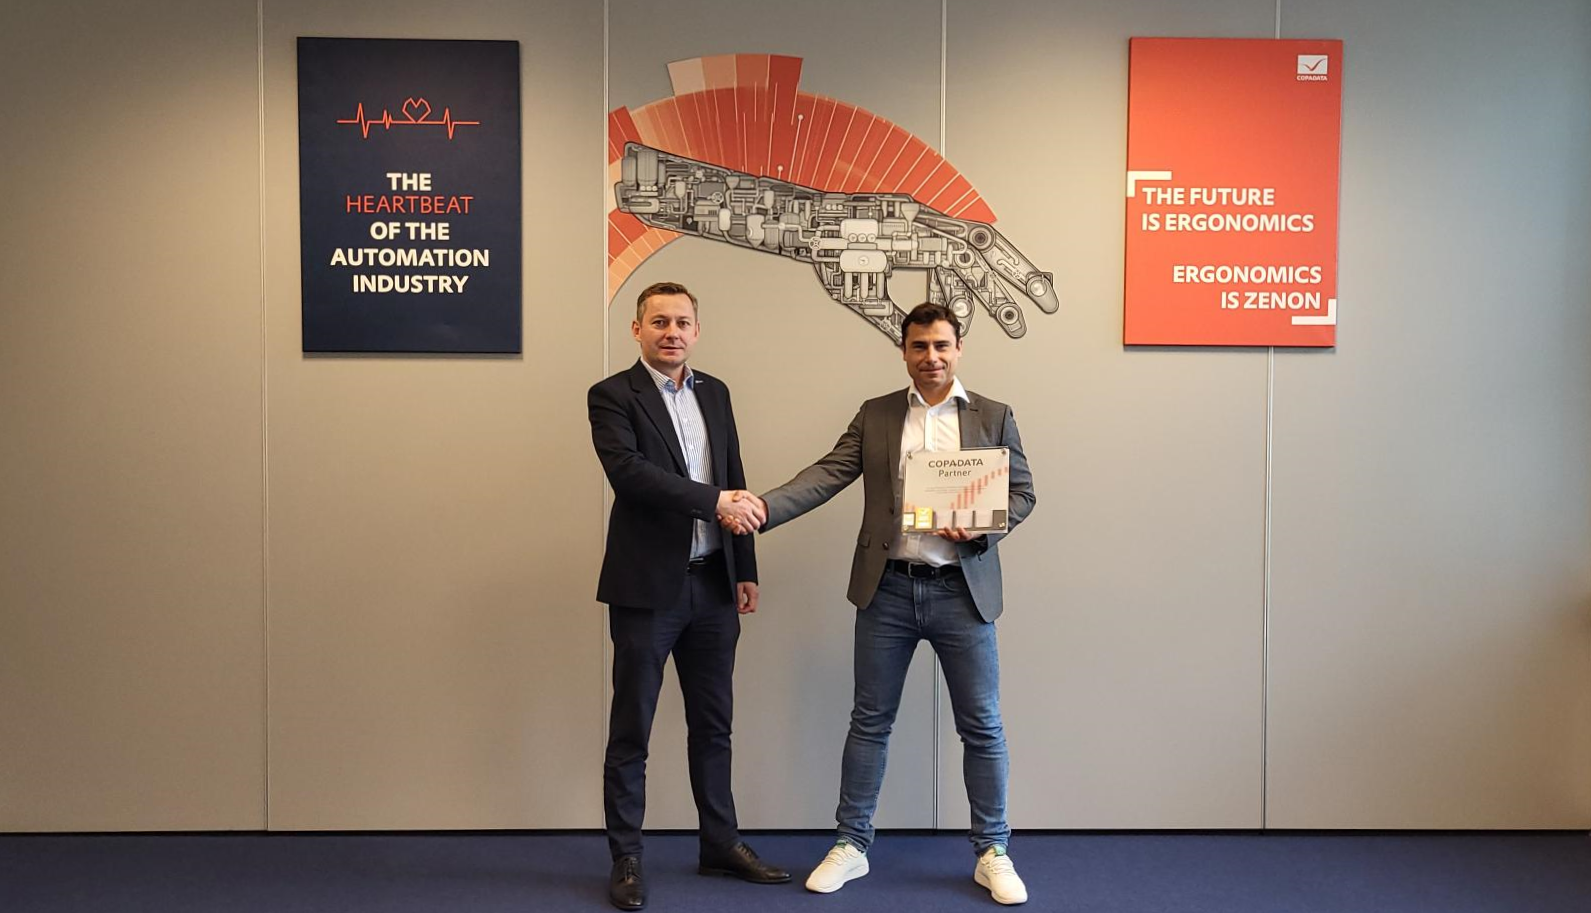 THE
HEARTBEAT
OF THE
AUTOMATION
INDUSTRY
COPADATA
THE FUTURE
IS ERGONOMICS
ERGONOMICS
IS ZENON
COPADATA
Partner